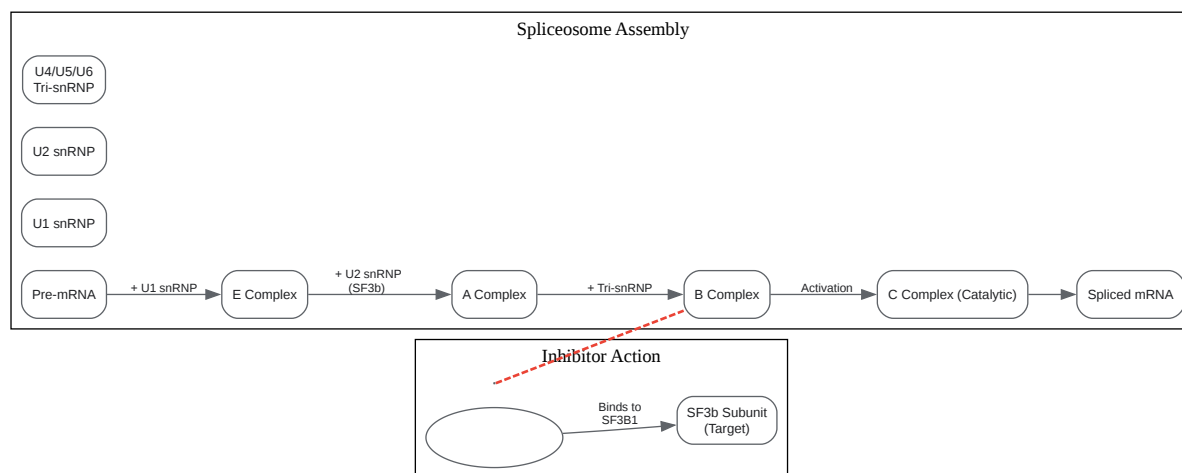 Spliceosome Assembly
U4/U5/U6
Tri-snRNP
U2 snRNP
U1 snRNP
Pre-mRNA
+ U1 snRNP
E Complex
+ U2 snRNP
(SF3b)
A Complex
+ Tri-snRNP
B Complex
Activation
C Complex (Catalytic)
Spliced mRNA
Inhibitor Action
Binds to
SF3B1
SF3b Subunit
(Target)